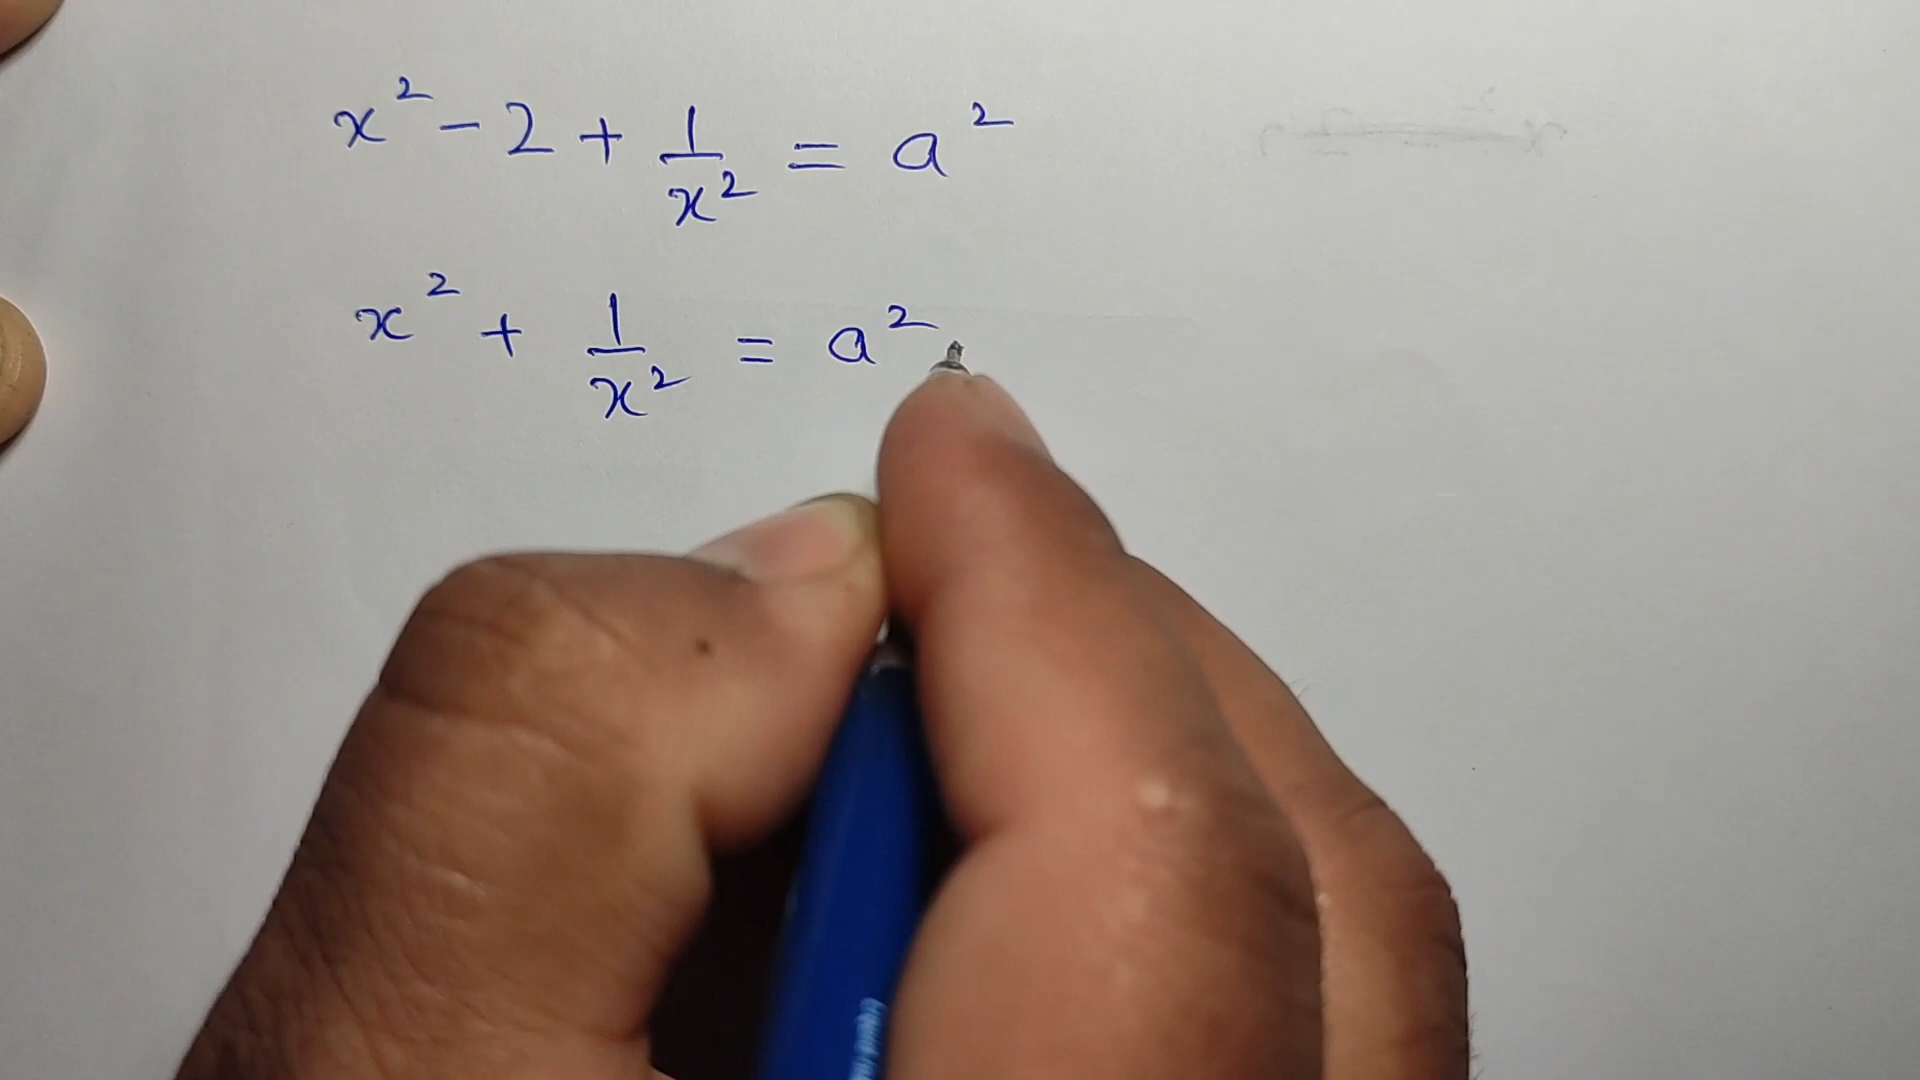 x² - 2 + 1/x² = a²
x² + 1/x² = a²